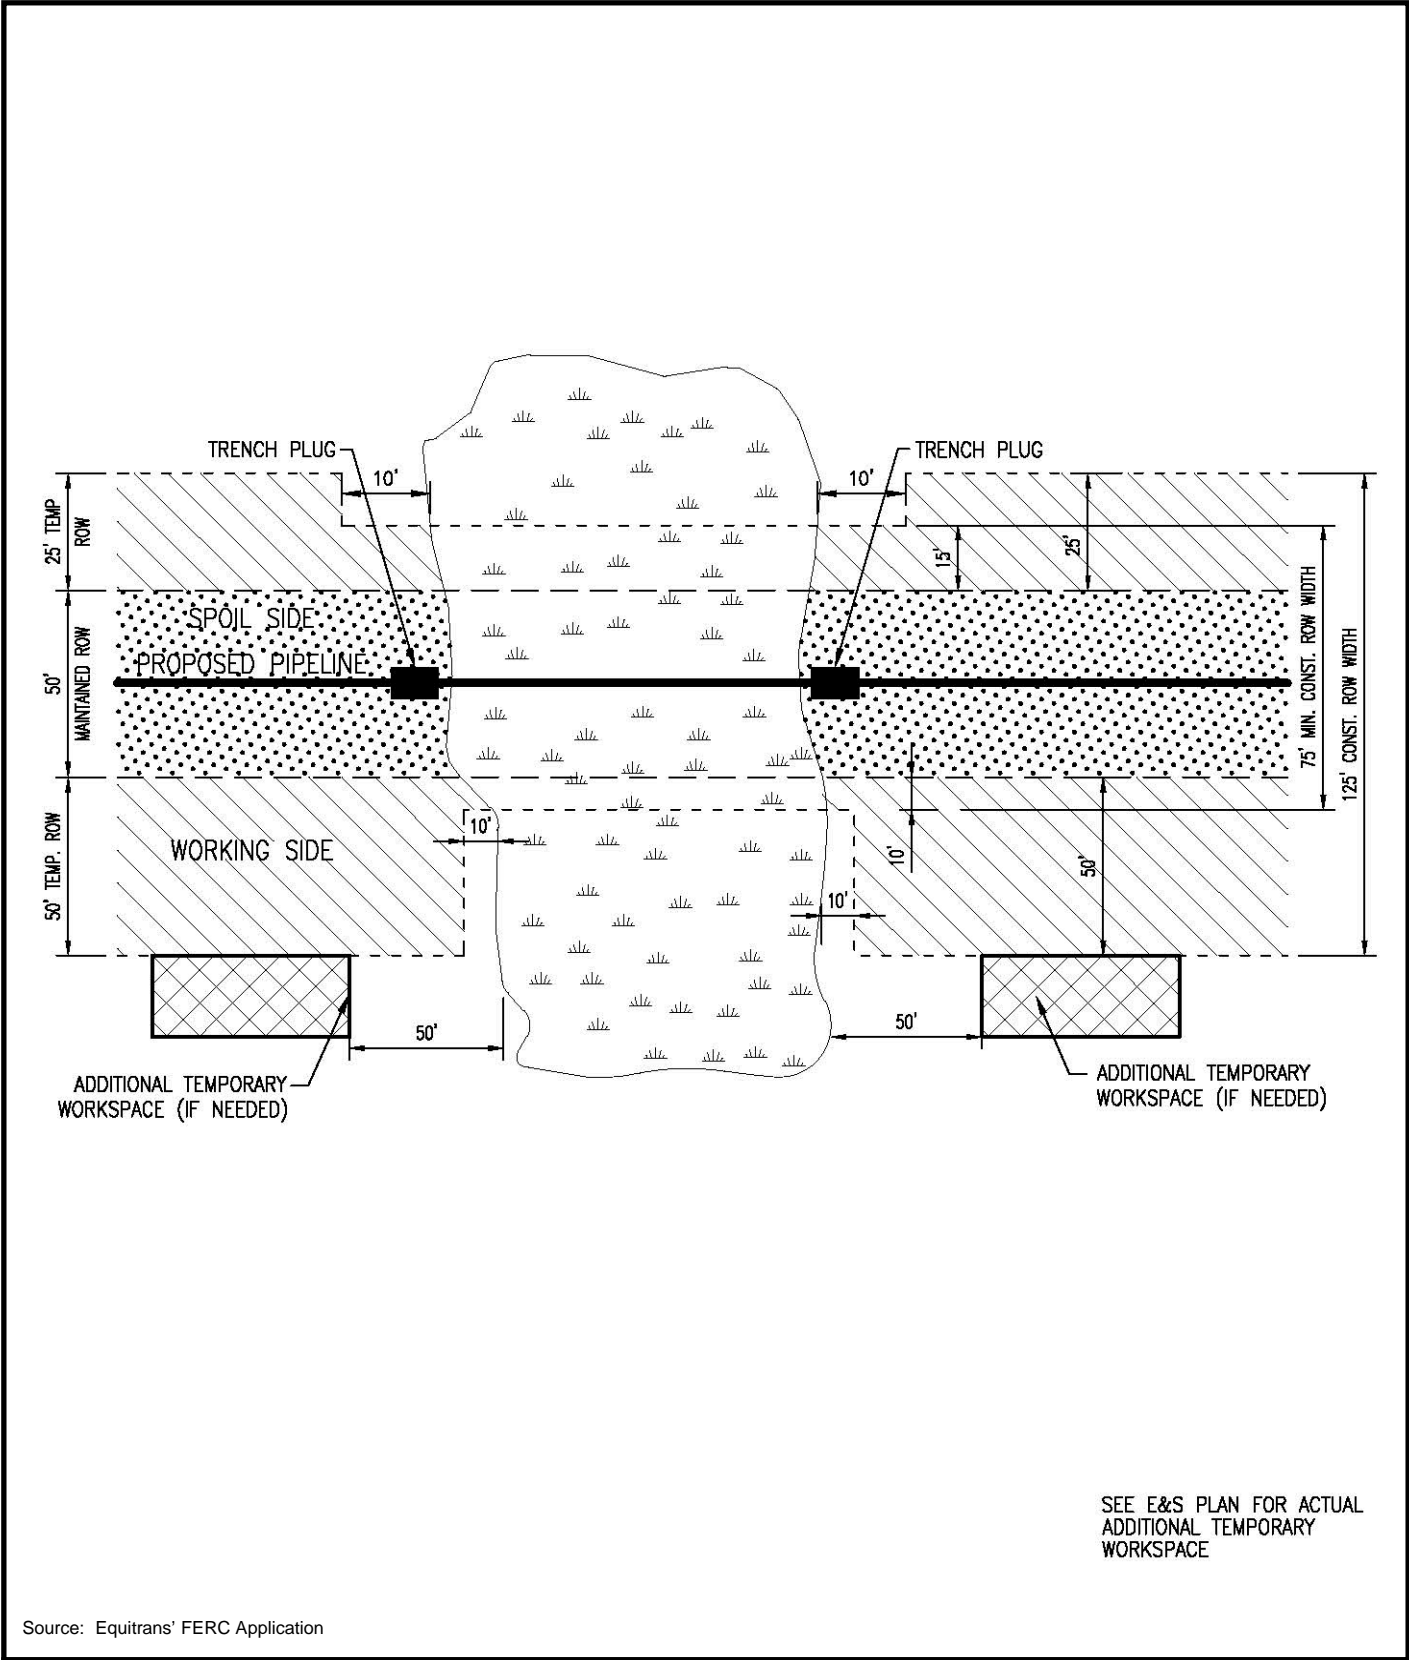 TRENCH PLUG
TRENCH PLUG
10'
10'
25' TEMP
ROW
15'
25'
SPOIL SIDE
PROPOSED PIPELINE
50'
MAINTAINED ROW
75' MIN. CONST. ROW WIDTH
125' CONST. ROW WIDTH
10'
WORKING SIDE
50' TEMP. ROW
10'
50'
10'
50'
50'
ADDITIONAL TEMPORARY
WORKSPACE (IF NEEDED)
ADDITIONAL TEMPORARY
WORKSPACE (IF NEEDED)
SEE E&S PLAN FOR ACTUAL
ADDITIONAL TEMPORARY
WORKSPACE
Source: Equitrans' FERC Application